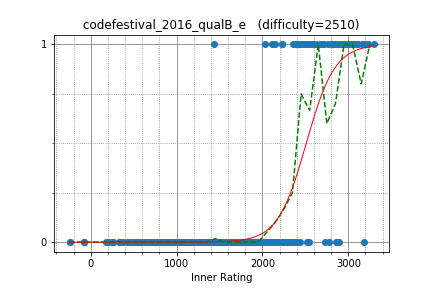 codefestival_2016_qualB_e (difficulty=2510)
1
0
0 1000 2000 3000
Inner Rating